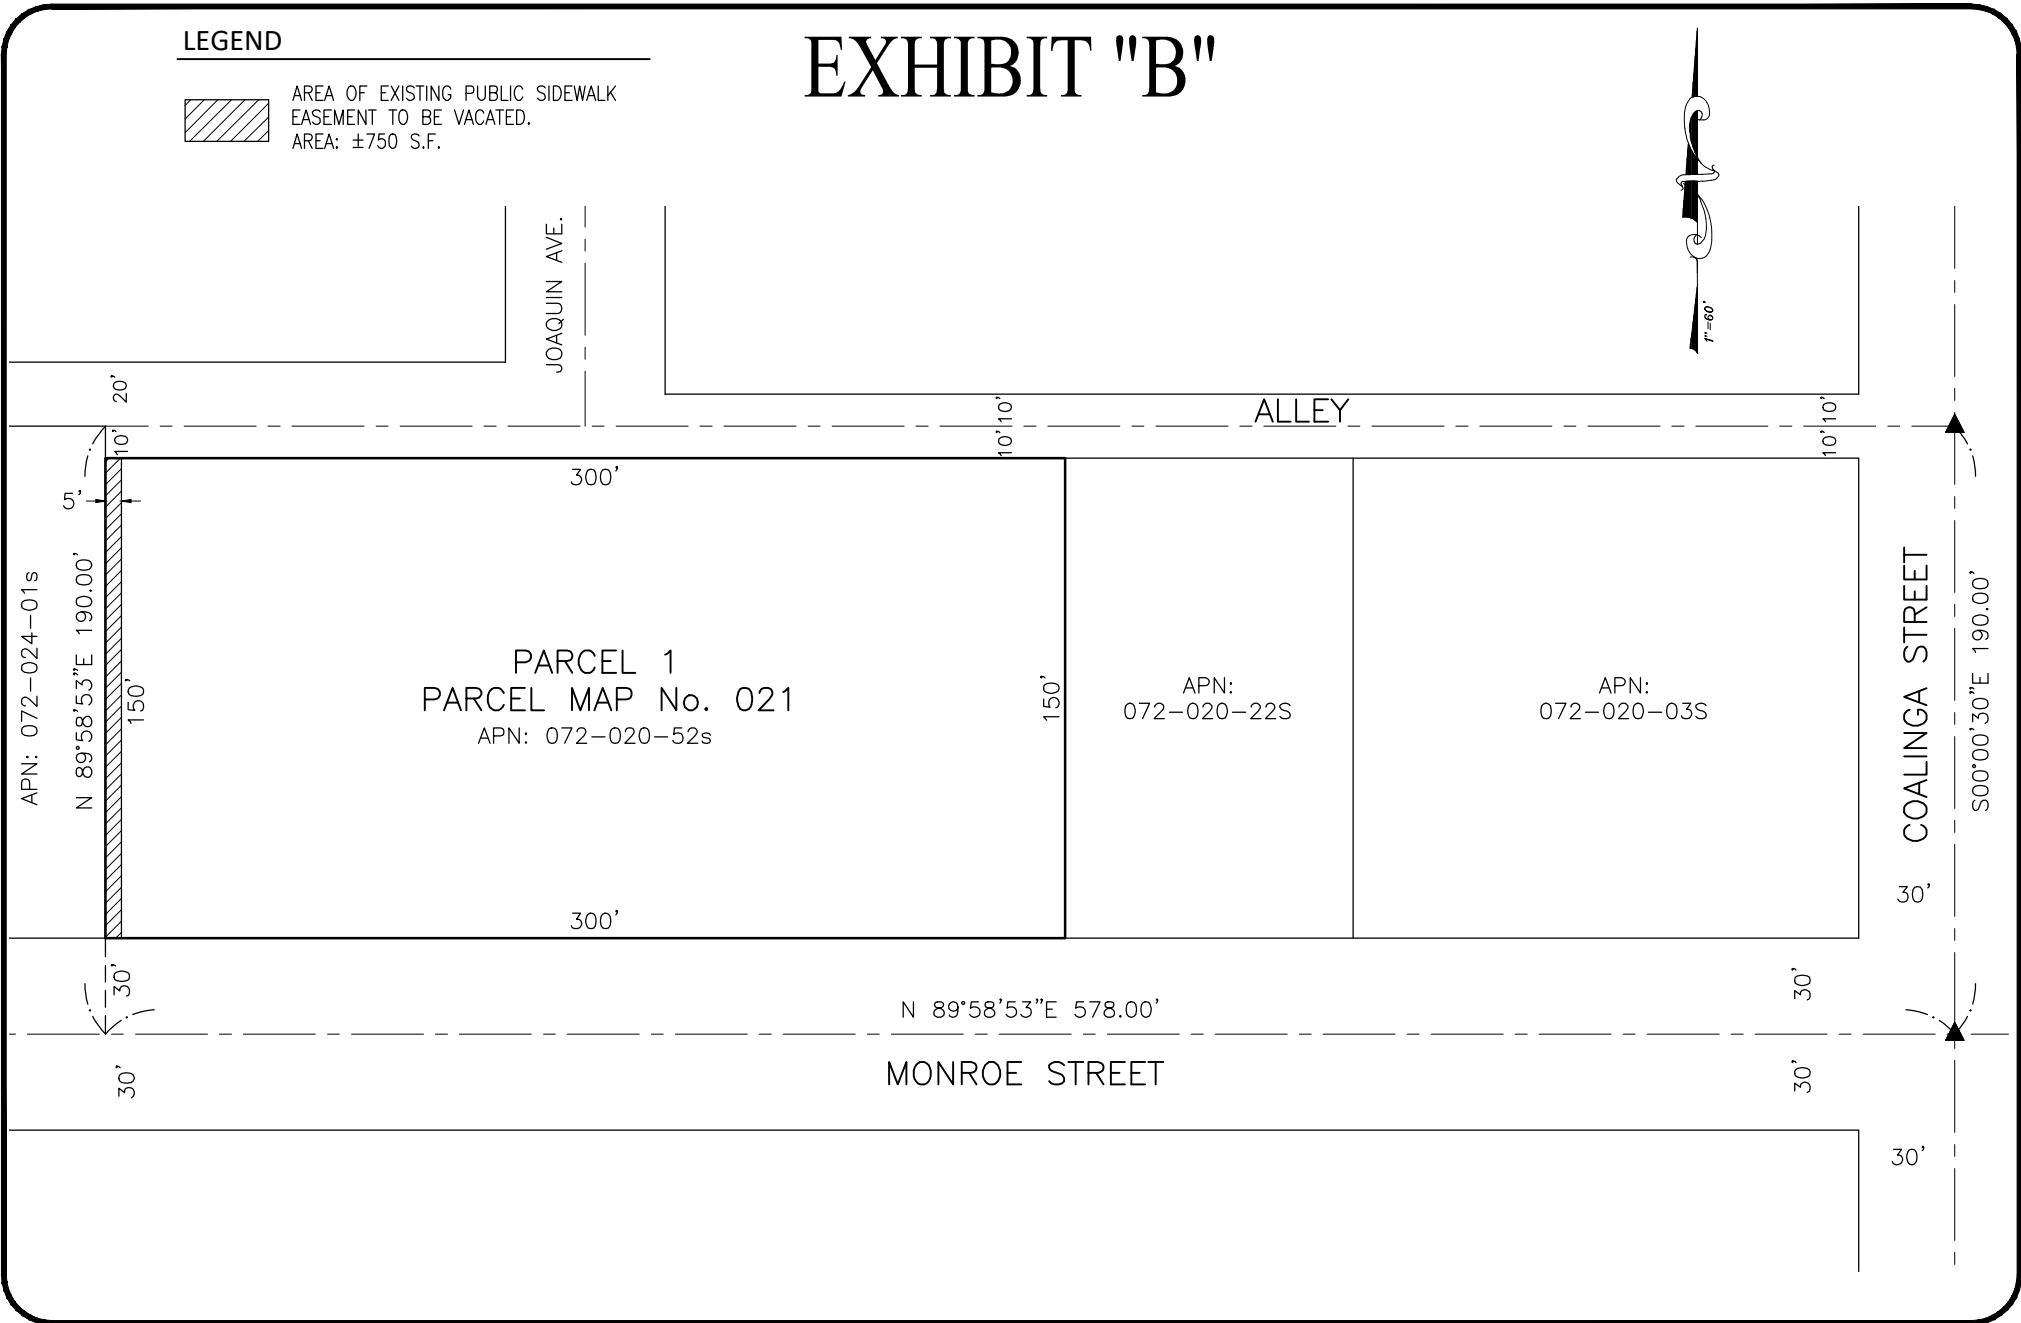 LEGEND
EXHIBIT "B"
AREA OF EXISTING PUBLIC SIDEWALK
EASEMENT TO BE VACATED.
AREA: ±750 S.F.
1"=60'
JOAQUIN AVE.
20'
10'
10'
10'
ALLEY
10'
10'
10'
300'
5'
APN: 072-024-01s
N 89°58'53"E 190.00'
150'
PARCEL 1
PARCEL MAP No. 021
APN: 072-020-52s
150'
APN:
072-020-22S
APN:
072-020-03S
COALINGA STREET
S00°00'30"E 190.00'
30'
300'
30'
N 89°58'53"E 578.00'
30'
MONROE STREET
30'
30'
30'